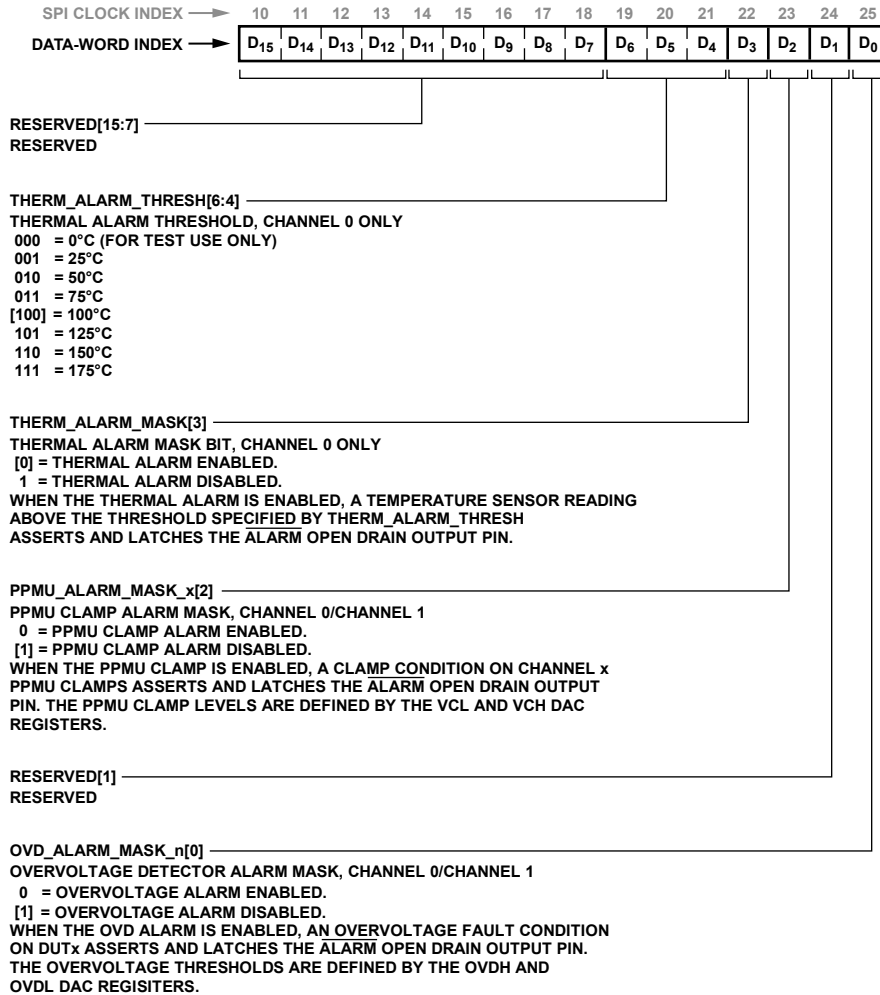 SPI CLOCK INDEX 10 11 12 13 14 15 16 17 18 19 20 21 22 23 24 25
DATA-WORD INDEX D15 D14 D13 D12 D11 D10 D9 D8 D7 D6 D5 D4 D3 D2 D1 D0
RESERVED[15:7]
RESERVED
THERM_ALARM_THRESH[6:4]
THERMAL ALARM THRESHOLD, CHANNEL 0 ONLY
000 = 0°C (FOR TEST USE ONLY)
001 = 25°C
010 = 50°C
011 = 75°C
[100] = 100°C
101 = 125°C
110 = 150°C
111 = 175°C
THERM_ALARM_MASK[3]
THERMAL ALARM MASK BIT, CHANNEL 0 ONLY
[0] = THERMAL ALARM ENABLED.
1 = THERMAL ALARM DISABLED.
WHEN THE THERMAL ALARM IS ENABLED, A TEMPERATURE SENSOR READING
ABOVE THE THRESHOLD SPECIFIED BY THERM_ALARM_THRESH
ASSERTS AND LATCHES THE ALARM OPEN DRAIN OUTPUT PIN.
PPMU_ALARM_MASK_x[2]
PPMU CLAMP ALARM MASK, CHANNEL 0/CHANNEL 1
0 = PPMU CLAMP ALARM ENABLED.
[1] = PPMU CLAMP ALARM DISABLED.
WHEN THE PPMU CLAMP IS ENABLED, A CLAMP CONDITION ON CHANNEL x
PPMU CLAMPS ASSERTS AND LATCHES THE ALARM OPEN DRAIN OUTPUT
PIN. THE PPMU CLAMP LEVELS ARE DEFINED BY THE VCL AND VCH DAC
REGISTERS.
RESERVED[1]
RESERVED
OVD_ALARM_MASK_n[0]
OVERVOLTAGE DETECTOR ALARM MASK, CHANNEL 0/CHANNEL 1
0 = OVERVOLTAGE ALARM ENABLED.
[1] = OVERVOLTAGE ALARM DISABLED.
WHEN THE OVD ALARM IS ENABLED, AN OVERVOLTAGE FAULT CONDITION
ON DUTx ASSERTS AND LATCHES THE ALARM OPEN DRAIN OUTPUT PIN.
THE OVERVOLTAGE THRESHOLDS ARE DEFINED BY THE OVDH AND
OVDL DAC REGISITERS.